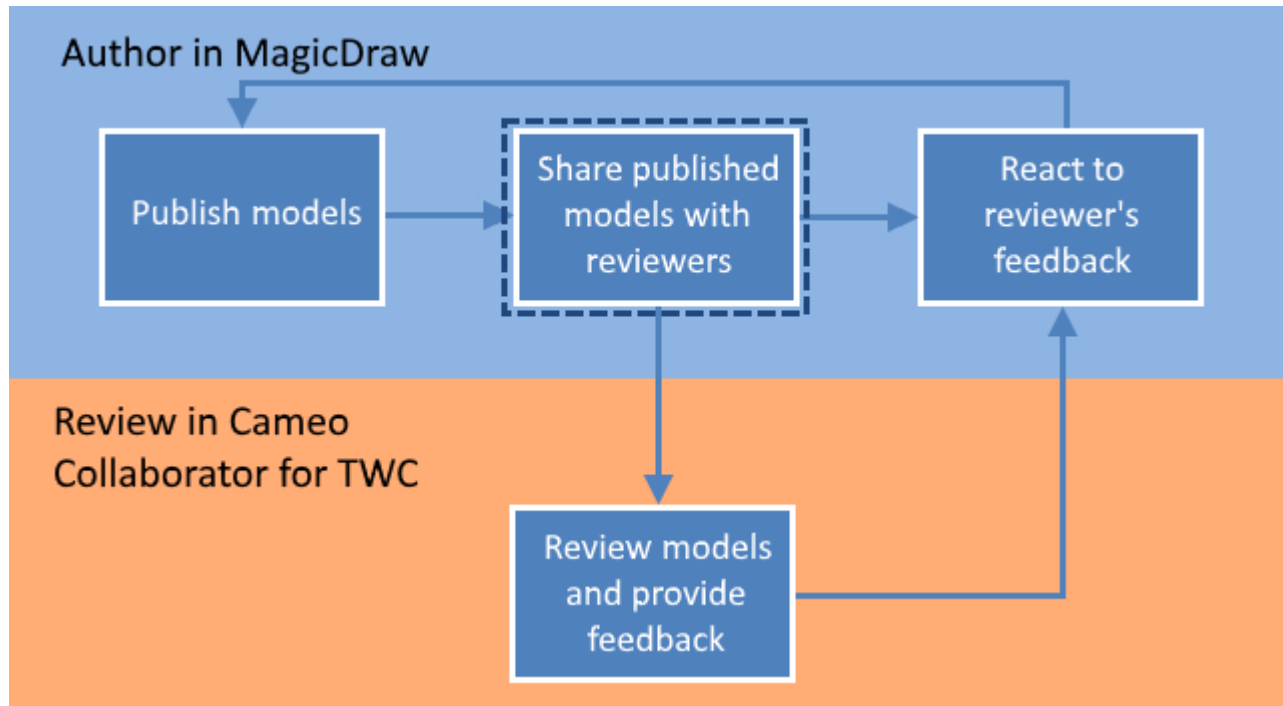 Author in MagicDraw
Publish models
Share published
models with
reviewers
React to
reviewer's
feedback
Review in Cameo
Collaborator for TWC
Review models
and provide
feedback